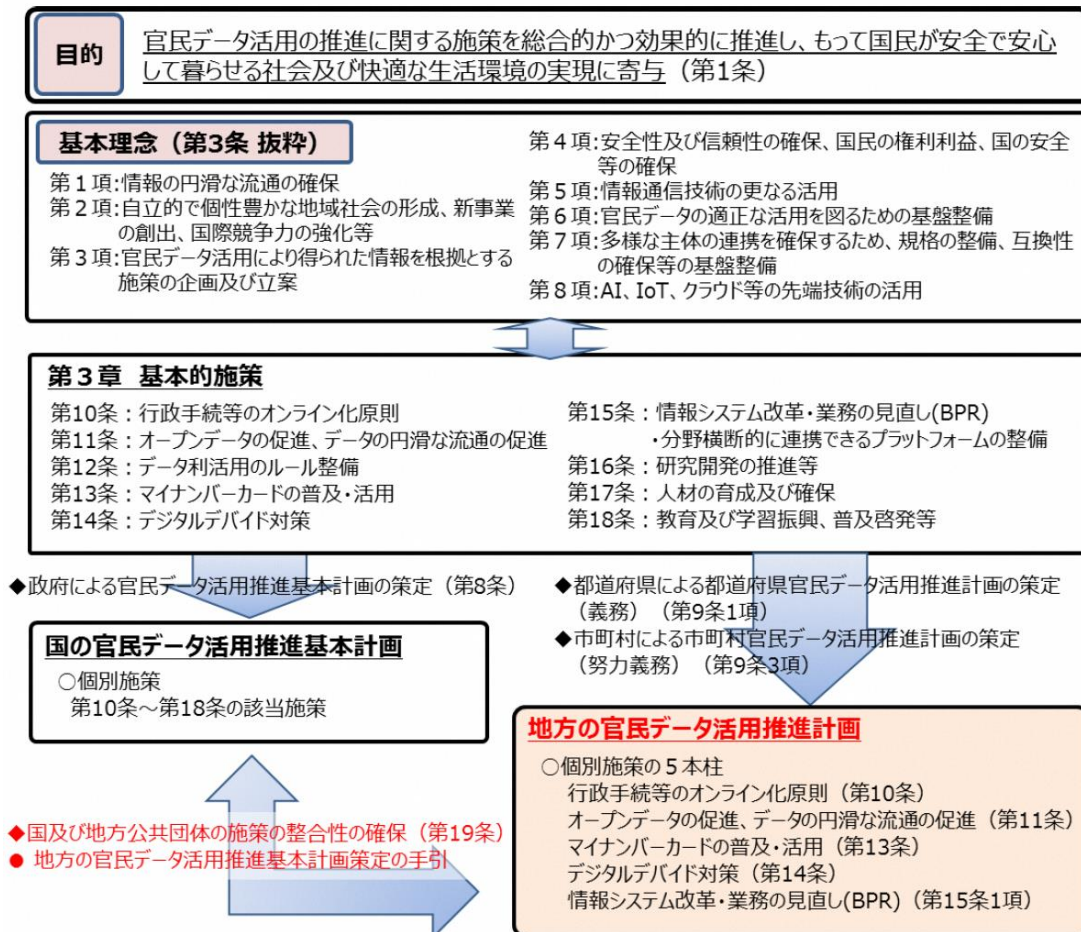 目的
官民データ活用の推進に関する施策を総合的かつ効果的に推進し、もって国民が安全で安心
して暮らせる社会及び快適な生活環境の実現に寄与（第1条）
基本理念（第3条 抜粋）
第１項:情報の円滑な流通の確保
第２項:自立的で個性豊かな地域社会の形成、新事業
の創出、国際競争力の強化等
第３項:官民データ活用により得られた情報を根拠とする
施策の企画及び立案
第４項:安全性及び信頼性の確保、国民の権利利益、国の安全
等の確保
第５項:情報通信技術の更なる活用
第６項:官民データの適正な活用を図るための基盤整備
第７項:多様な主体の連携を確保するため、規格の整備、互換性
の確保等の基盤整備
第８項:AI、IoT、クラウド等の先端技術の活用
第３章 基本的施策
第10条：行政手続等のオンライン化原則
第11条：オープンデータの促進、データの円滑な流通の促進
第12条：データ利活用のルール整備
第13条：マイナンバーカードの普及・活用
第14条：デジタルデバイド対策
第15条：情報システム改革・業務の見直し(BPR)
・分野横断的に連携できるプラットフォームの整備
第16条：研究開発の推進等
第17条：人材の育成及び確保
第18条：教育及び学習振興、普及啓発等
◆政府による官民データ活用推進基本計画の策定（第8条）
国の官民データ活用推進基本計画
○個別施策
第10条～第18条の該当施策
◆都道府県による都道府県官民データ活用推進計画の策定
（義務）（第9条1項）
◆市町村による市町村官民データ活用推進計画の策定
（努力義務）（第9条3項）
地方の官民データ活用推進計画
○個別施策の５本柱
行政手続等のオンライン化原則（第10条）
オープンデータの促進、データの円滑な流通の促進（第11条）
マイナンバーカードの普及・活用（第13条）
デジタルデバイド対策（第14条）
情報システム改革・業務の見直し(BPR)（第15条1項）
◆国及び地方公共団体の施策の整合性の確保（第19条）
● 地方の官民データ活用推進基本計画策定の手引